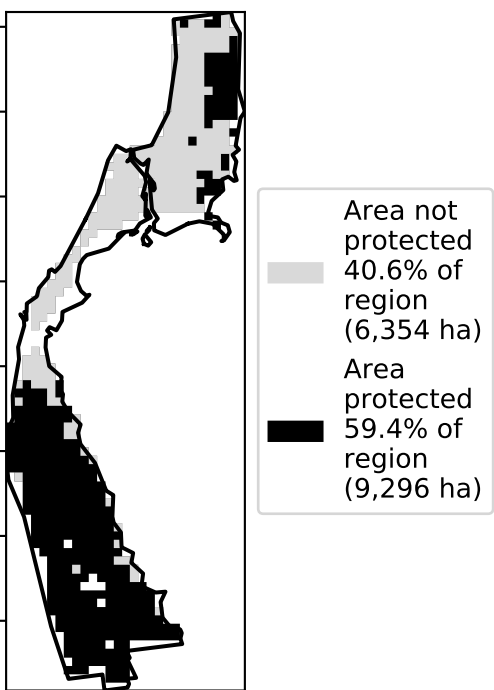 Area not
protected
40.6% of
region
(6,354 ha)
Area
protected
59.4% of
region
(9,296 ha)